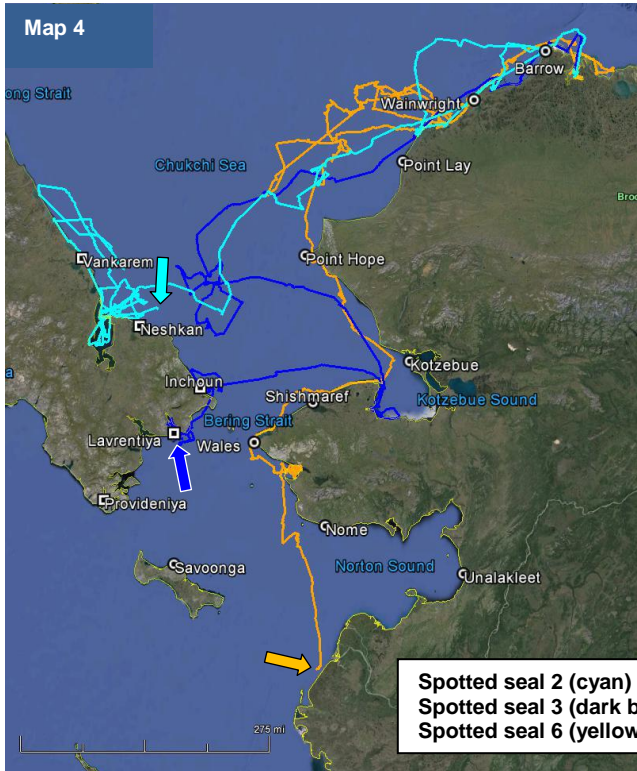 Map 4
ong Strait
Barrow
Wainwright
Chukchi Sea
Point Lay
Broo
Vankarem
Point Hope
Neshkan
Kotzebue
Inchoun
Shishmaref
Kotzebue Sound
Bering Strait
Lavrentiya
Wales
a
Provideniya
Nome
Savoonga
Norton Sound
Unalakleet
Spotted seal 2 (cyan)
Spotted seal 3 (dark b
Spotted seal 6 (yellow
275 mi